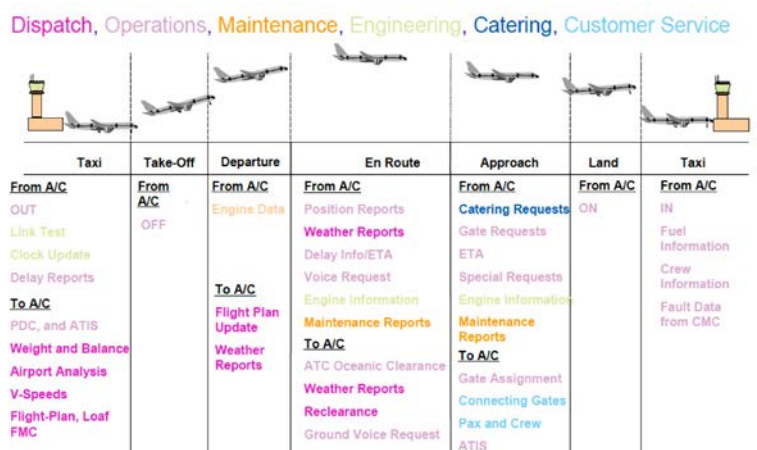 Dispatch, Operations, Maintenance, Engineering, Catering, Customer Service
Taxi
Take-Off
Departure
En Route
Approach
Land
Taxi
From A/C
OUT
Link Test
Clock Update
Delay Reports
To A/C
PDC, and ATIS
Weight and Balance
Airport Analysis
V-Speeds
Flight-Plan, Loaf
FMC
From
A/C
OFF
From A/C
Engine Data
To A/C
Flight Plan
Update
Weather
Reports
From A/C
Position Reports
Weather Reports
Delay Info/ETA
Voice Request
Engine Information
Maintenance Reports
To A/C
ATC Oceanic Clearance
Weather Reports
Reclearance
Ground Voice Request
From A/C
Catering Requests
Gate Requests
ETA
Special Requests
Engine Information
Maintenance
Reports
To A/C
Gate Assignment
Connecting Gates
Pax and Crew
ATIS
From A/C
ON
From A/C
IN
Fuel
Information
Crew
Information
Fault Data
from CMC